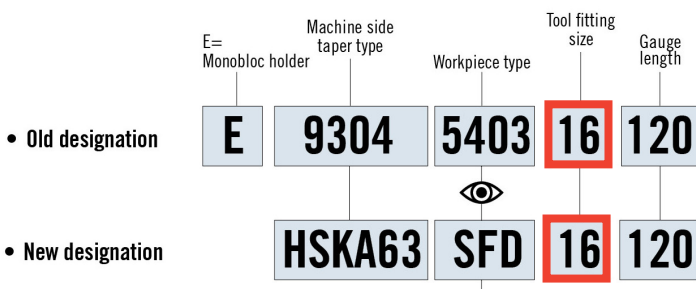 E=
Monobloc holder
Machine side
taper type
Workpiece type
Tool fitting
size
Gauge
length
• Old designation E 9304 5403 16 120
• New designation HSKA63 SFD 16 120